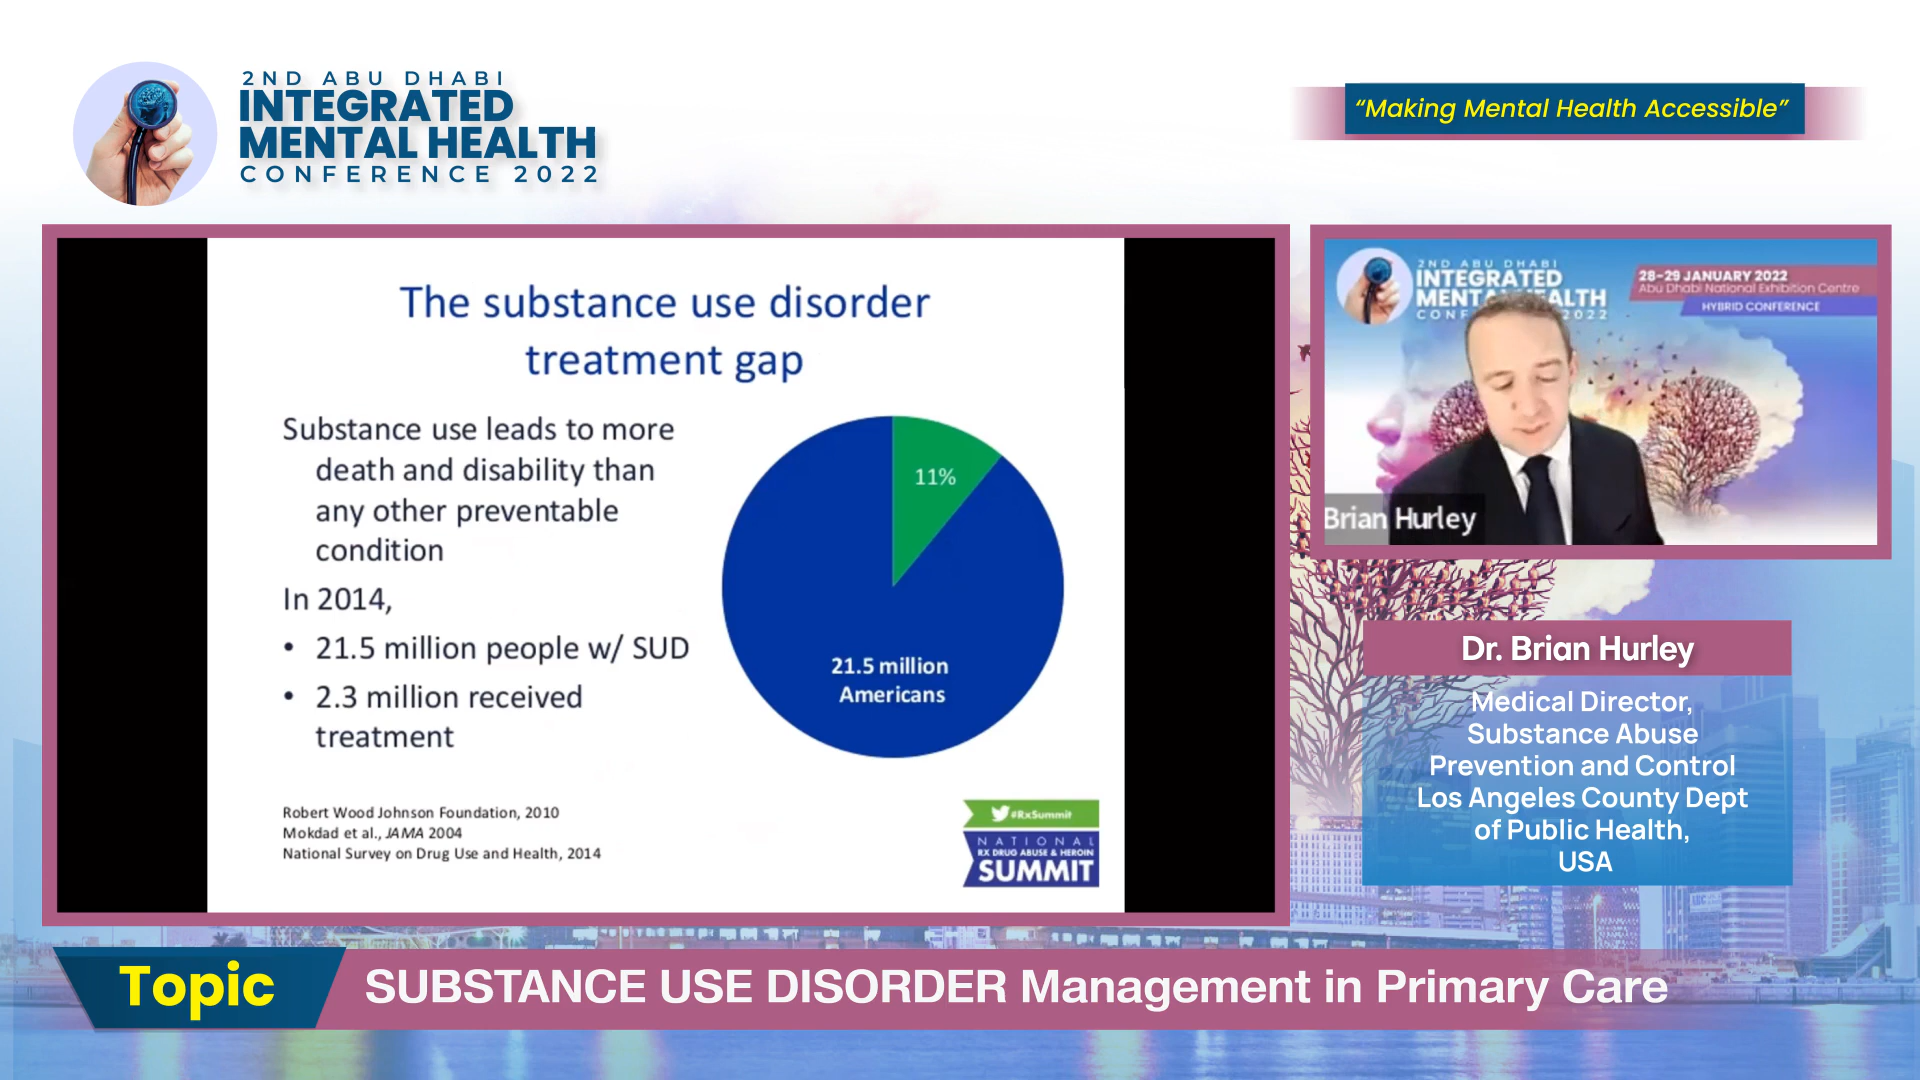 2ND ABU DHABI
INTEGRATED
MENTAL HEALTH
CONFERENCE 2022
“Making Mental Health Accessible”
The substance use disorder
treatment gap
Substance use leads to more
death and disability than
any other preventable
condition
In 2014,
• 21.5 million people w/ SUD
• 2.3 million received
treatment
11%
21.5 million
Americans
Robert Wood Johnson Foundation, 2010
Mokdad et al., JAMA 2004
National Survey on Drug Use and Health, 2014
#RxSummit
NATIONAL
RX DRUG ABUSE & HEROIN
SUMMIT
2ND ABU DHABI
INTEGRATED
MENTAL HEALTH
CONF 2022
28-29 JANUARY 2022
Abu Dhabi National Exhibition Centre
HYBRID CONFERENCE
Brian Hurley
Dr. Brian Hurley
Medical Director,
Substance Abuse
Prevention and Control
Los Angeles County Dept
of Public Health,
USA
Topic
SUBSTANCE USE DISORDER Management in Primary Care